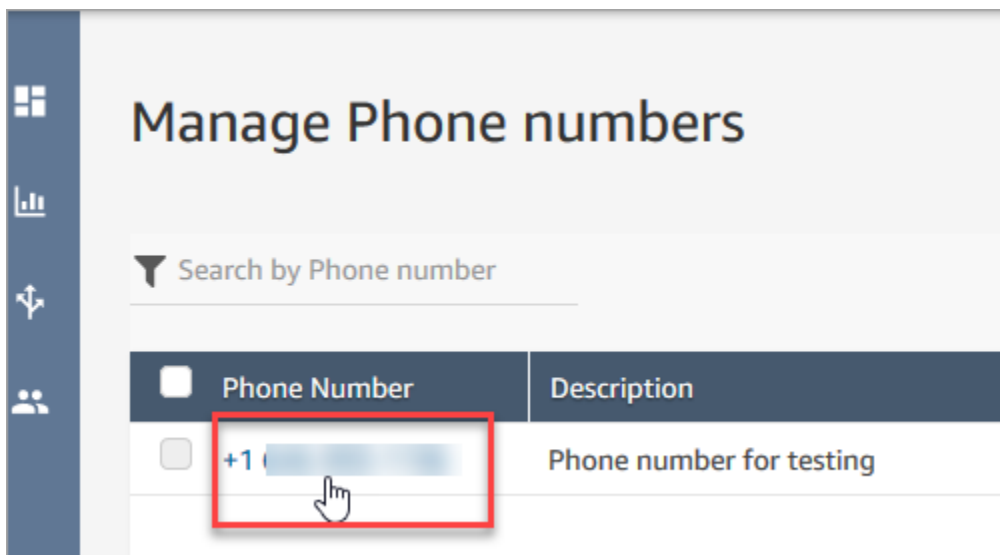 Manage Phone numbers
Search by Phone number
Phone Number Description
+1 Phone number for testing